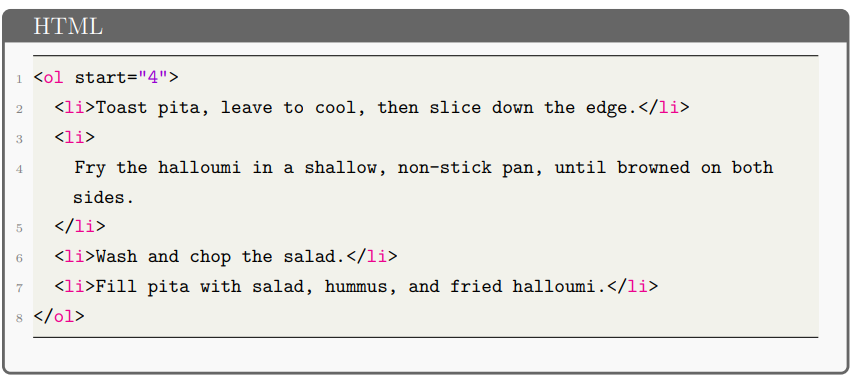 HTML
1 <ol start="4">
2   <li>Toast pita, leave to cool, then slice down the edge.</li>
3   <li>
4     Fry the halloumi in a shallow, non-stick pan, until browned on both
    sides.
5   </li>
6   <li>Wash and chop the salad.</li>
7   <li>Fill pita with salad, hummus, and fried halloumi.</li>
8 </ol>